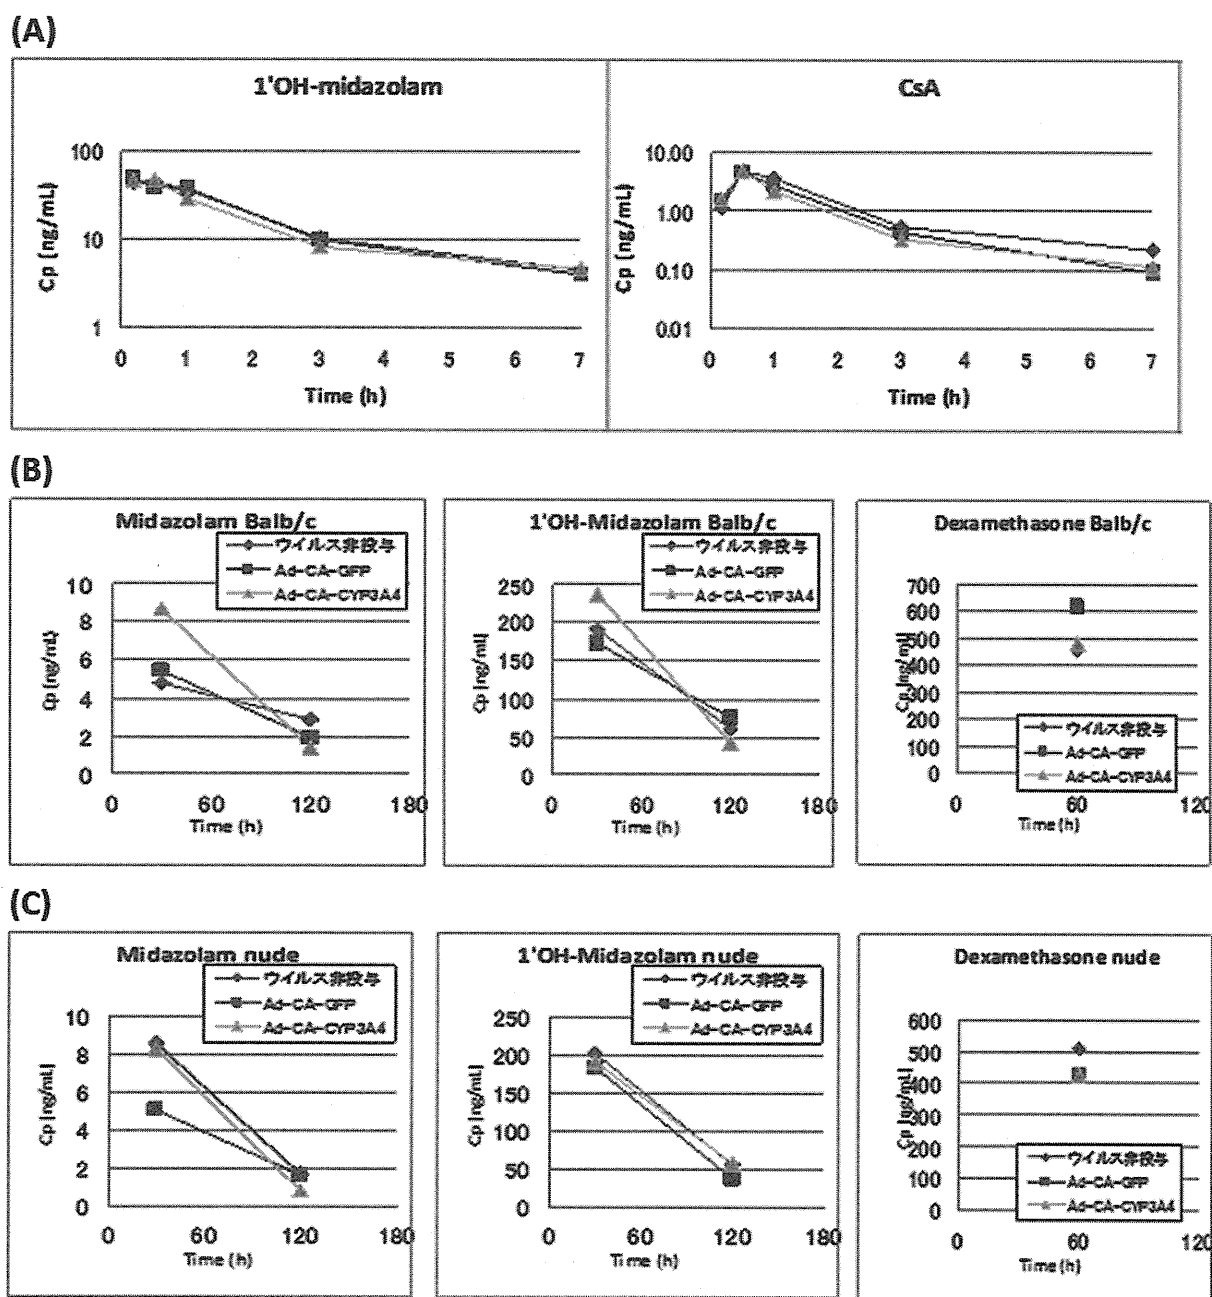 (A)
1'OH-midazolam
100
10
1
Cp (ng/mL)
0 1 2 3 4 5 6 7
Time (h)
CsA
10.00
1.00
0.10
0.01
Cp (ng/mL)
0 1 2 3 4 5 6 7
Time (h)
(B)
Midazolam Balb/c
ウイルス非投与
Ad-CA-GFP
Ad-CA-CYP3A4
10
8
6
4
2
0
Cp (ng/mL)
0 60 120 180
Time (h)
1'OH-Midazolam Balb/c
ウイルス非投与
Ad-CA-GFP
Ad-CA-CYP3A4
250
200
150
100
50
0
Cp (ng/mL)
0 60 120 180
Time (h)
Dexamethasone Balb/c
700
600
500
400
300
200
100
0
Cp (ng/mL)
ウイルス非投与
Ad-CA-GFP
Ad-CA-CYP3A4
0 60 120
Time (h)
(C)
Midazolam nude
ウイルス非投与
Ad-CA-GFP
Ad-CA-CYP3A4
10
8
6
4
2
0
Cp (ng/mL)
0 60 120 180
Time (h)
1'OH-Midazolam nude
ウイルス非投与
Ad-CA-GFP
Ad-CA-CYP3A4
250
200
150
100
50
0
Cp (ng/mL)
0 60 120 180
Time (h)
Dexamethasone nude
600
500
400
300
200
100
0
Cp (ng/mL)
ウイルス非投与
Ad-CA-GFP
Ad-CA-CYP3A4
0 60 120
Time (h)